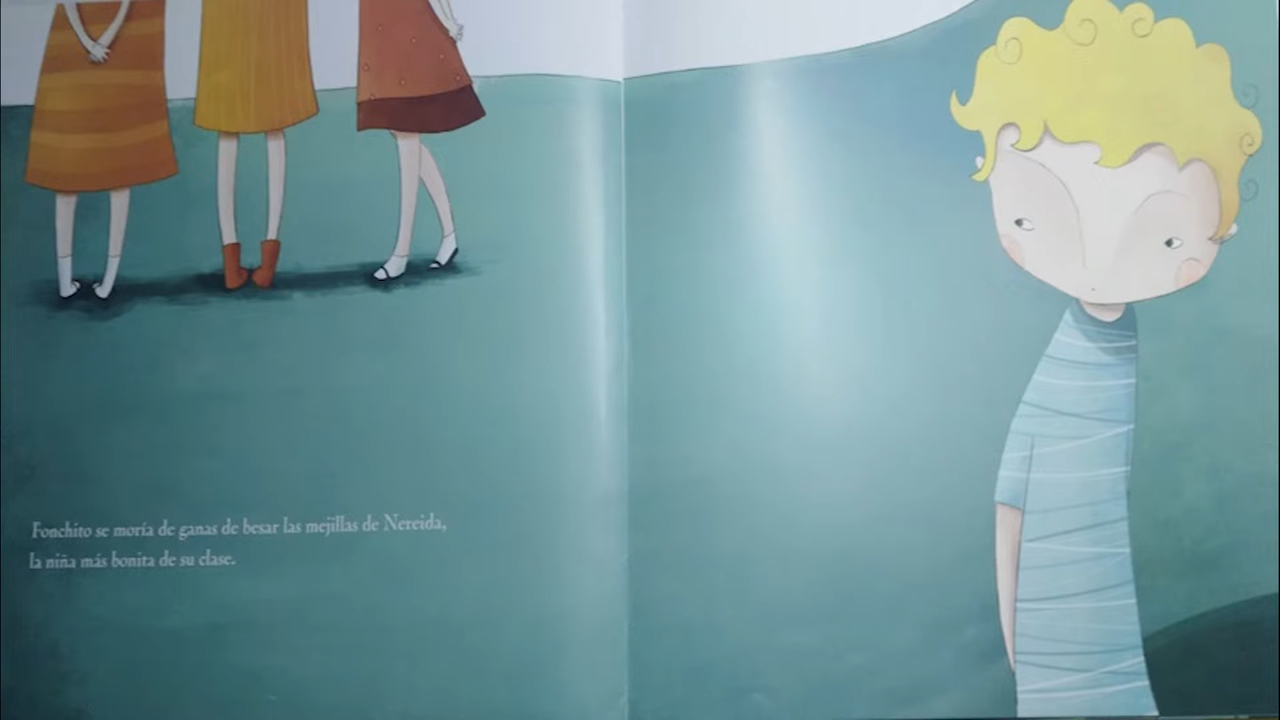 Fonchito se moría de ganas de besar las mejillas de Nereida,
la niña más bonita de su clase.